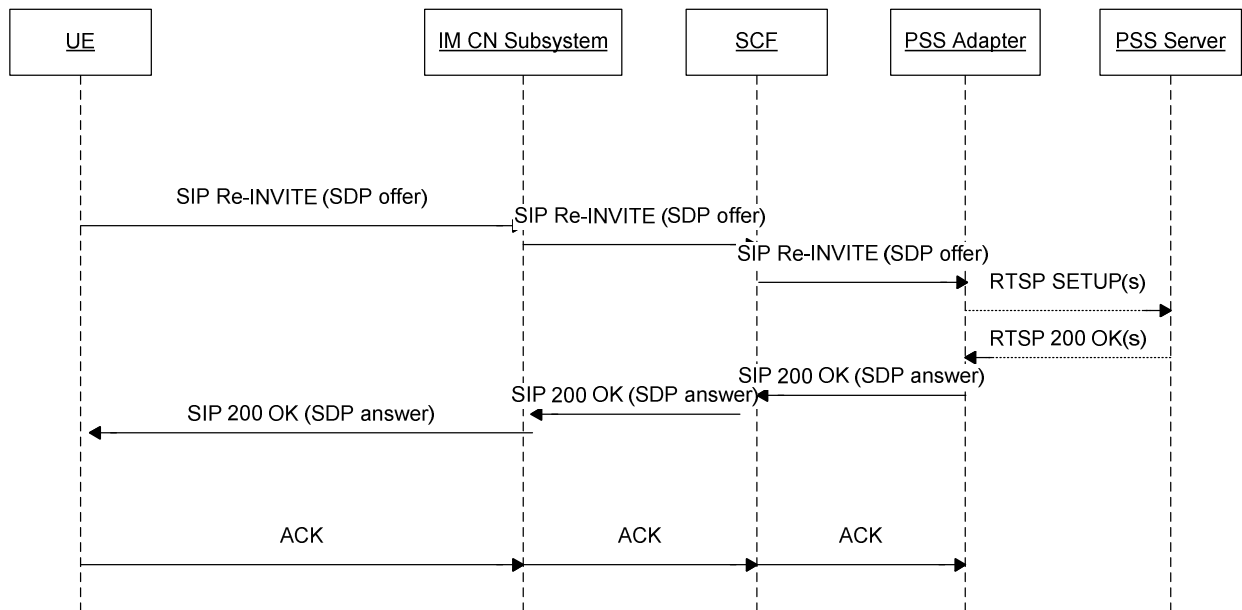 UE
IM CN Subsystem
SCF
PSS Adapter
PSS Server
SIP Re-INVITE (SDP offer)
SIP Re-INVITE (SDP offer)
SIP Re-INVITE (SDP offer)
RTSP SETUP(s)
RTSP 200 OK(s)
SIP 200 OK (SDP answer)
SIP 200 OK (SDP answer)
SIP 200 OK (SDP answer)
ACK
ACK
ACK